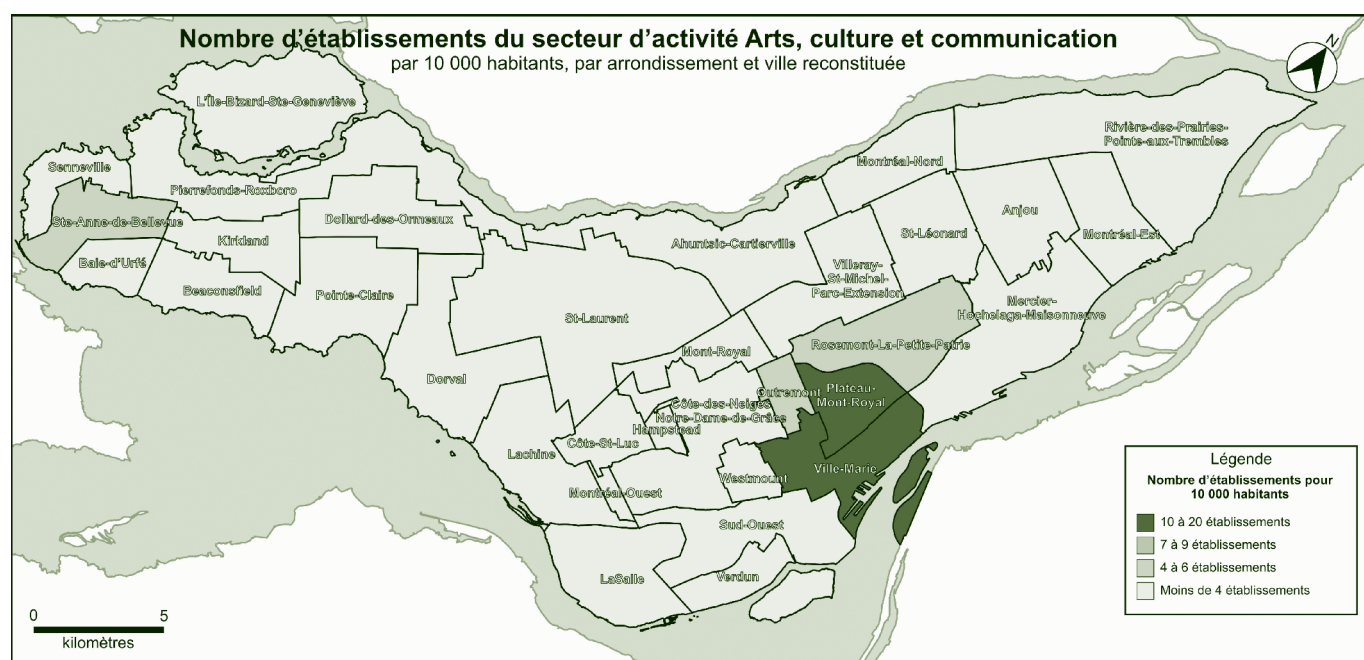 Nombre d'établissements du secteur d'activité Arts, culture et communication
par 10 000 habitants, par arrondissement et ville reconstituée
N
L'Île-Bizard-Ste-Geneviève
Rivière-des-Prairies-
Pointe-aux-Trembles
Montréal-Nord
Senneville
Pierrefonds-Roxboro
Ste-Anne-de-Bellevue
Dollard-des-Ormeaux
Anjou
Kirkland
Ahuntsic-Cartierville
St-Léonard
Montréal-Est
Baie-d'Urfé
Villeray-
St-Michel-
Parc-Extension
Beaconsfield
Pointe-Claire
Mercier-
Hochelaga-Maisonneuve
St-Laurent
Rosemont-La-Petite-Patrie
Mont-Royal
Dorval
Outremont
Plateau-
Mont-Royal
Côte-des-Neiges
Notre-Dame-de-Grâce
Hampstead
Côte-St-Luc
Lachine
Ville-Marie
Westmount
Montréal-Ouest
Sud-Ouest
LaSalle
Verdun
Légende
Nombre d'établissements pour
10 000 habitants
10 à 20 établissements
7 à 9 établissements
4 à 6 établissements
Moins de 4 établissements
0 5
kilomètres